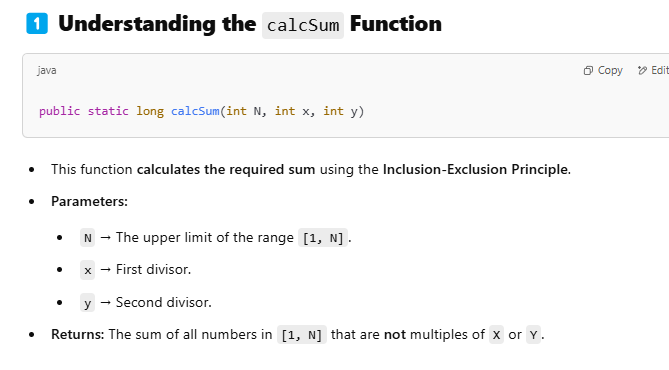 1 Understanding the calcSum Function
java
Copy Edit
public static long calcSum(int N, int x, int y)
• This function calculates the required sum using the Inclusion-Exclusion Principle.
• Parameters:
• N → The upper limit of the range [1, N].
• x → First divisor.
• y → Second divisor.
• Returns: The sum of all numbers in [1, N] that are not multiples of X or Y.